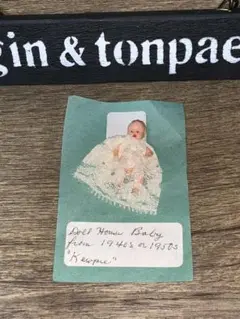 gin & tonpae
Doll House Baby
from 1940s or 1950s
"Kewpie"